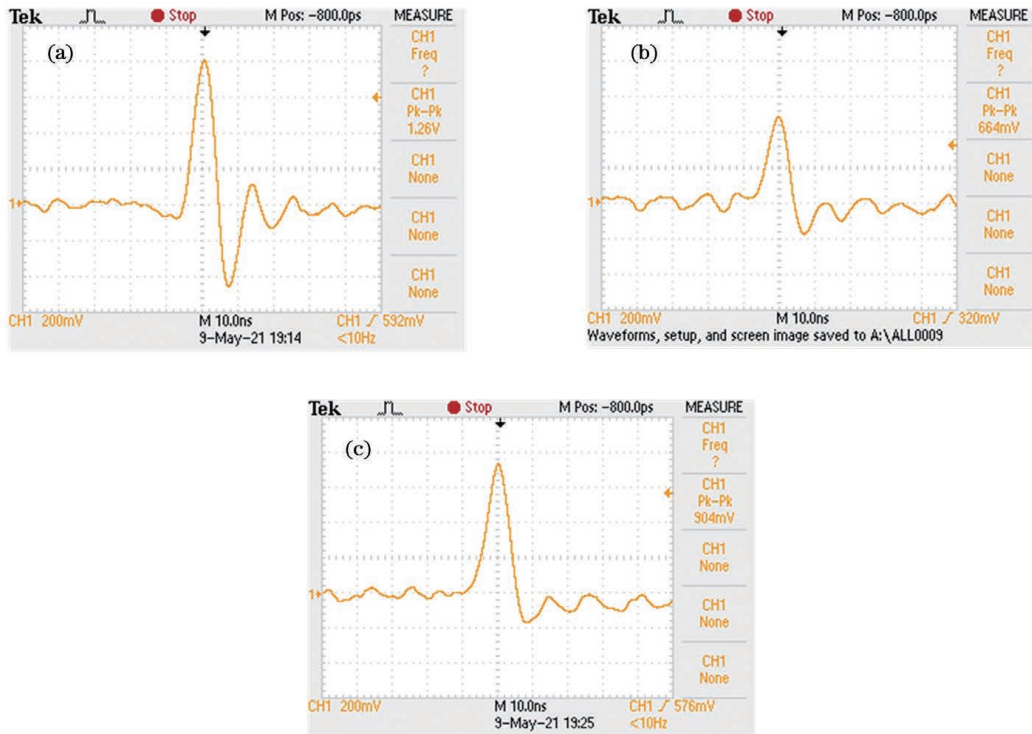 Tek Stop M Pos: -800.0ps MEASURE
(a)
CH1
Freq
?
CH1
Pk-Pk
1.26V
CH1
None
1
CH1
None
CH1
None
CH1 200mV M 10.0ns CH1 592mV
9-May-21 19:14 <10Hz
Tek Stop M Pos: -800.0ps MEASURE
(b)
CH1
Freq
?
CH1
Pk-Pk
664mV
CH1
None
1
CH1
None
CH1
None
CH1 200mV M 10.0ns CH1 320mV
Waveforms, setup, and screen image saved to A:\ALL0009
Tek Stop M Pos: -800.0ps MEASURE
(c)
CH1
Freq
?
CH1
Pk-Pk
904mV
CH1
None
1
CH1
None
CH1
None
CH1 200mV M 10.0ns CH1 576mV
9-May-21 19:25 <10Hz